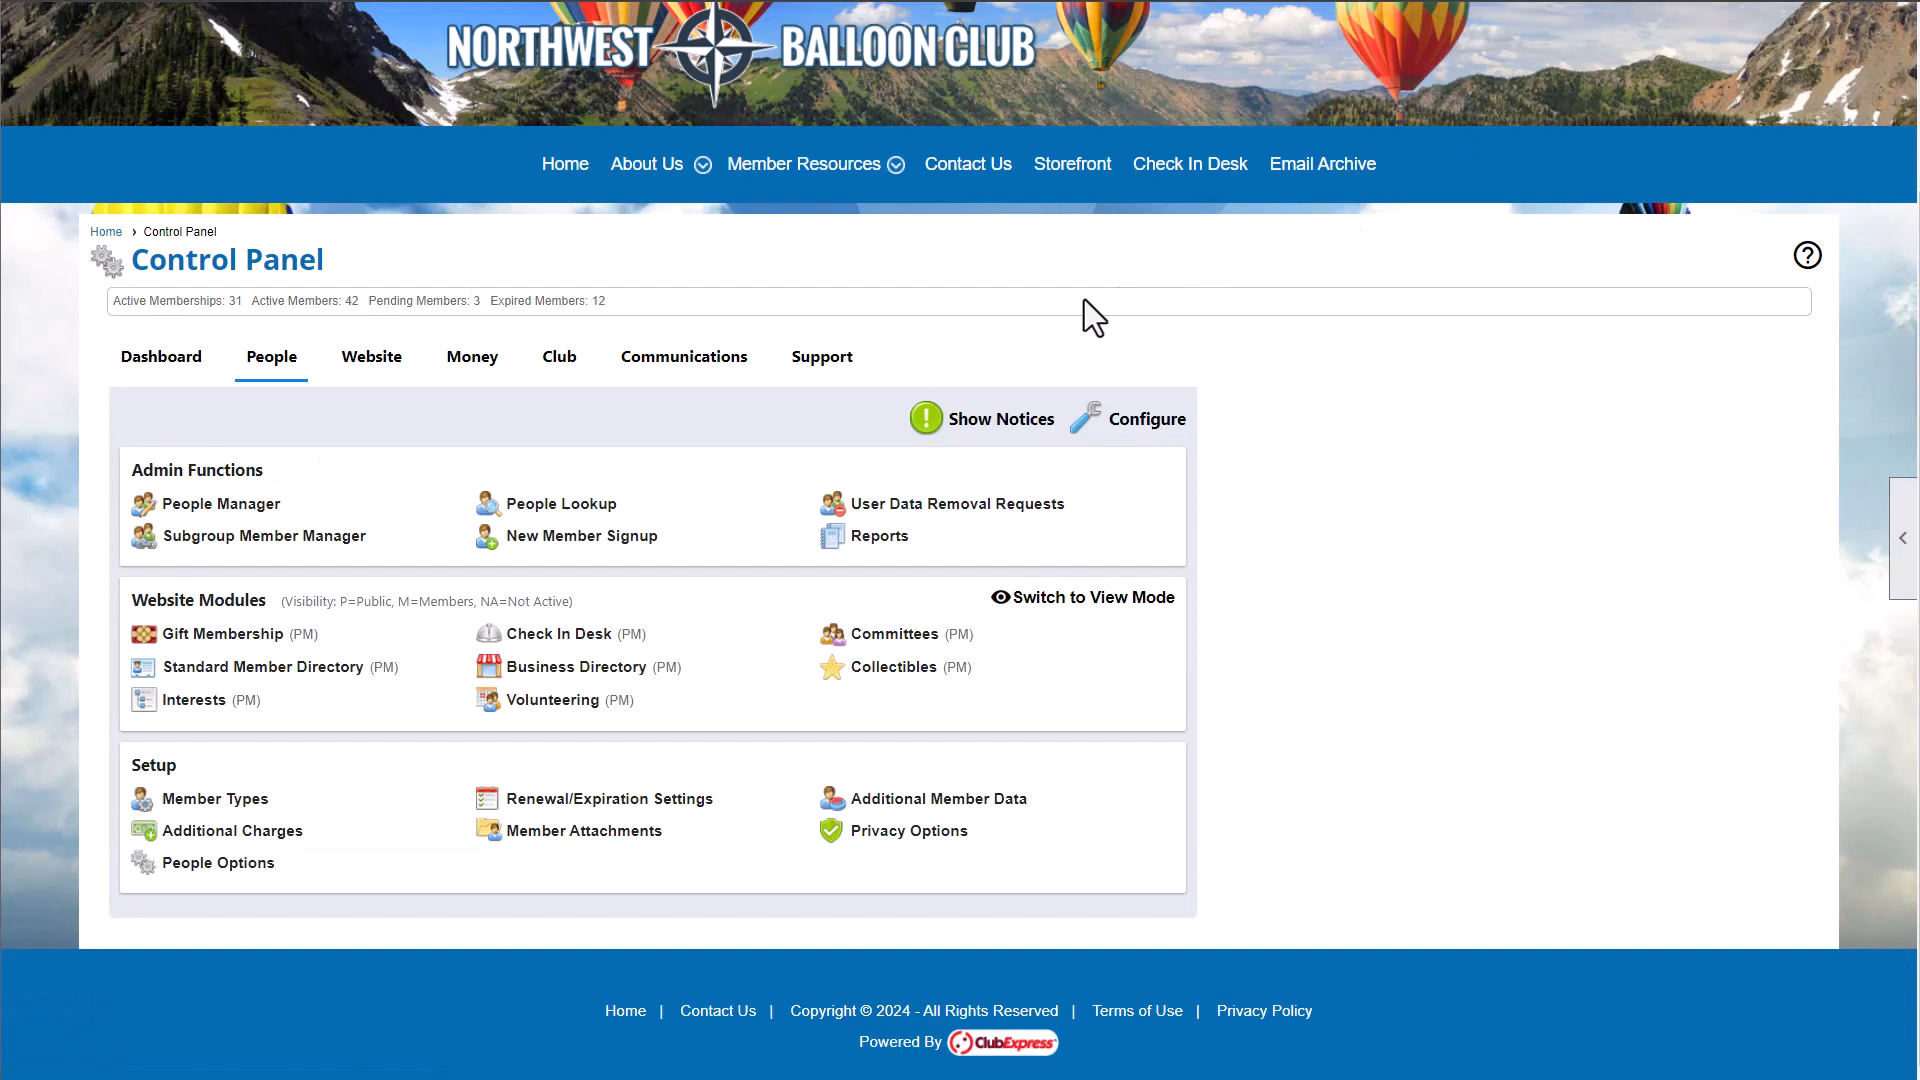 NORTHWEST BALLOON CLUB
Home About Us Member Resources Contact Us Storefront Check In Desk Email Archive
Home › Control Panel
Control Panel
Active Memberships: 31 Active Members: 42 Pending Members: 3 Expired Members: 12
Dashboard People Website Money Club Communications Support
Show Notices Configure
Admin Functions
People Manager People Lookup User Data Removal Requests
Subgroup Member Manager New Member Signup Reports
Website Modules (Visibility: P=Public, M=Members, NA=Not Active) Switch to View Mode
Gift Membership (PM) Check In Desk (PM) Committees (PM)
Standard Member Directory (PM) Business Directory (PM) Collectibles (PM)
Interests (PM) Volunteering (PM)
Setup
Member Types Renewal/Expiration Settings Additional Member Data
Additional Charges Member Attachments Privacy Options
People Options
Home | Contact Us | Copyright © 2024 - All Rights Reserved | Terms of Use | Privacy Policy
Powered By ClubExpress